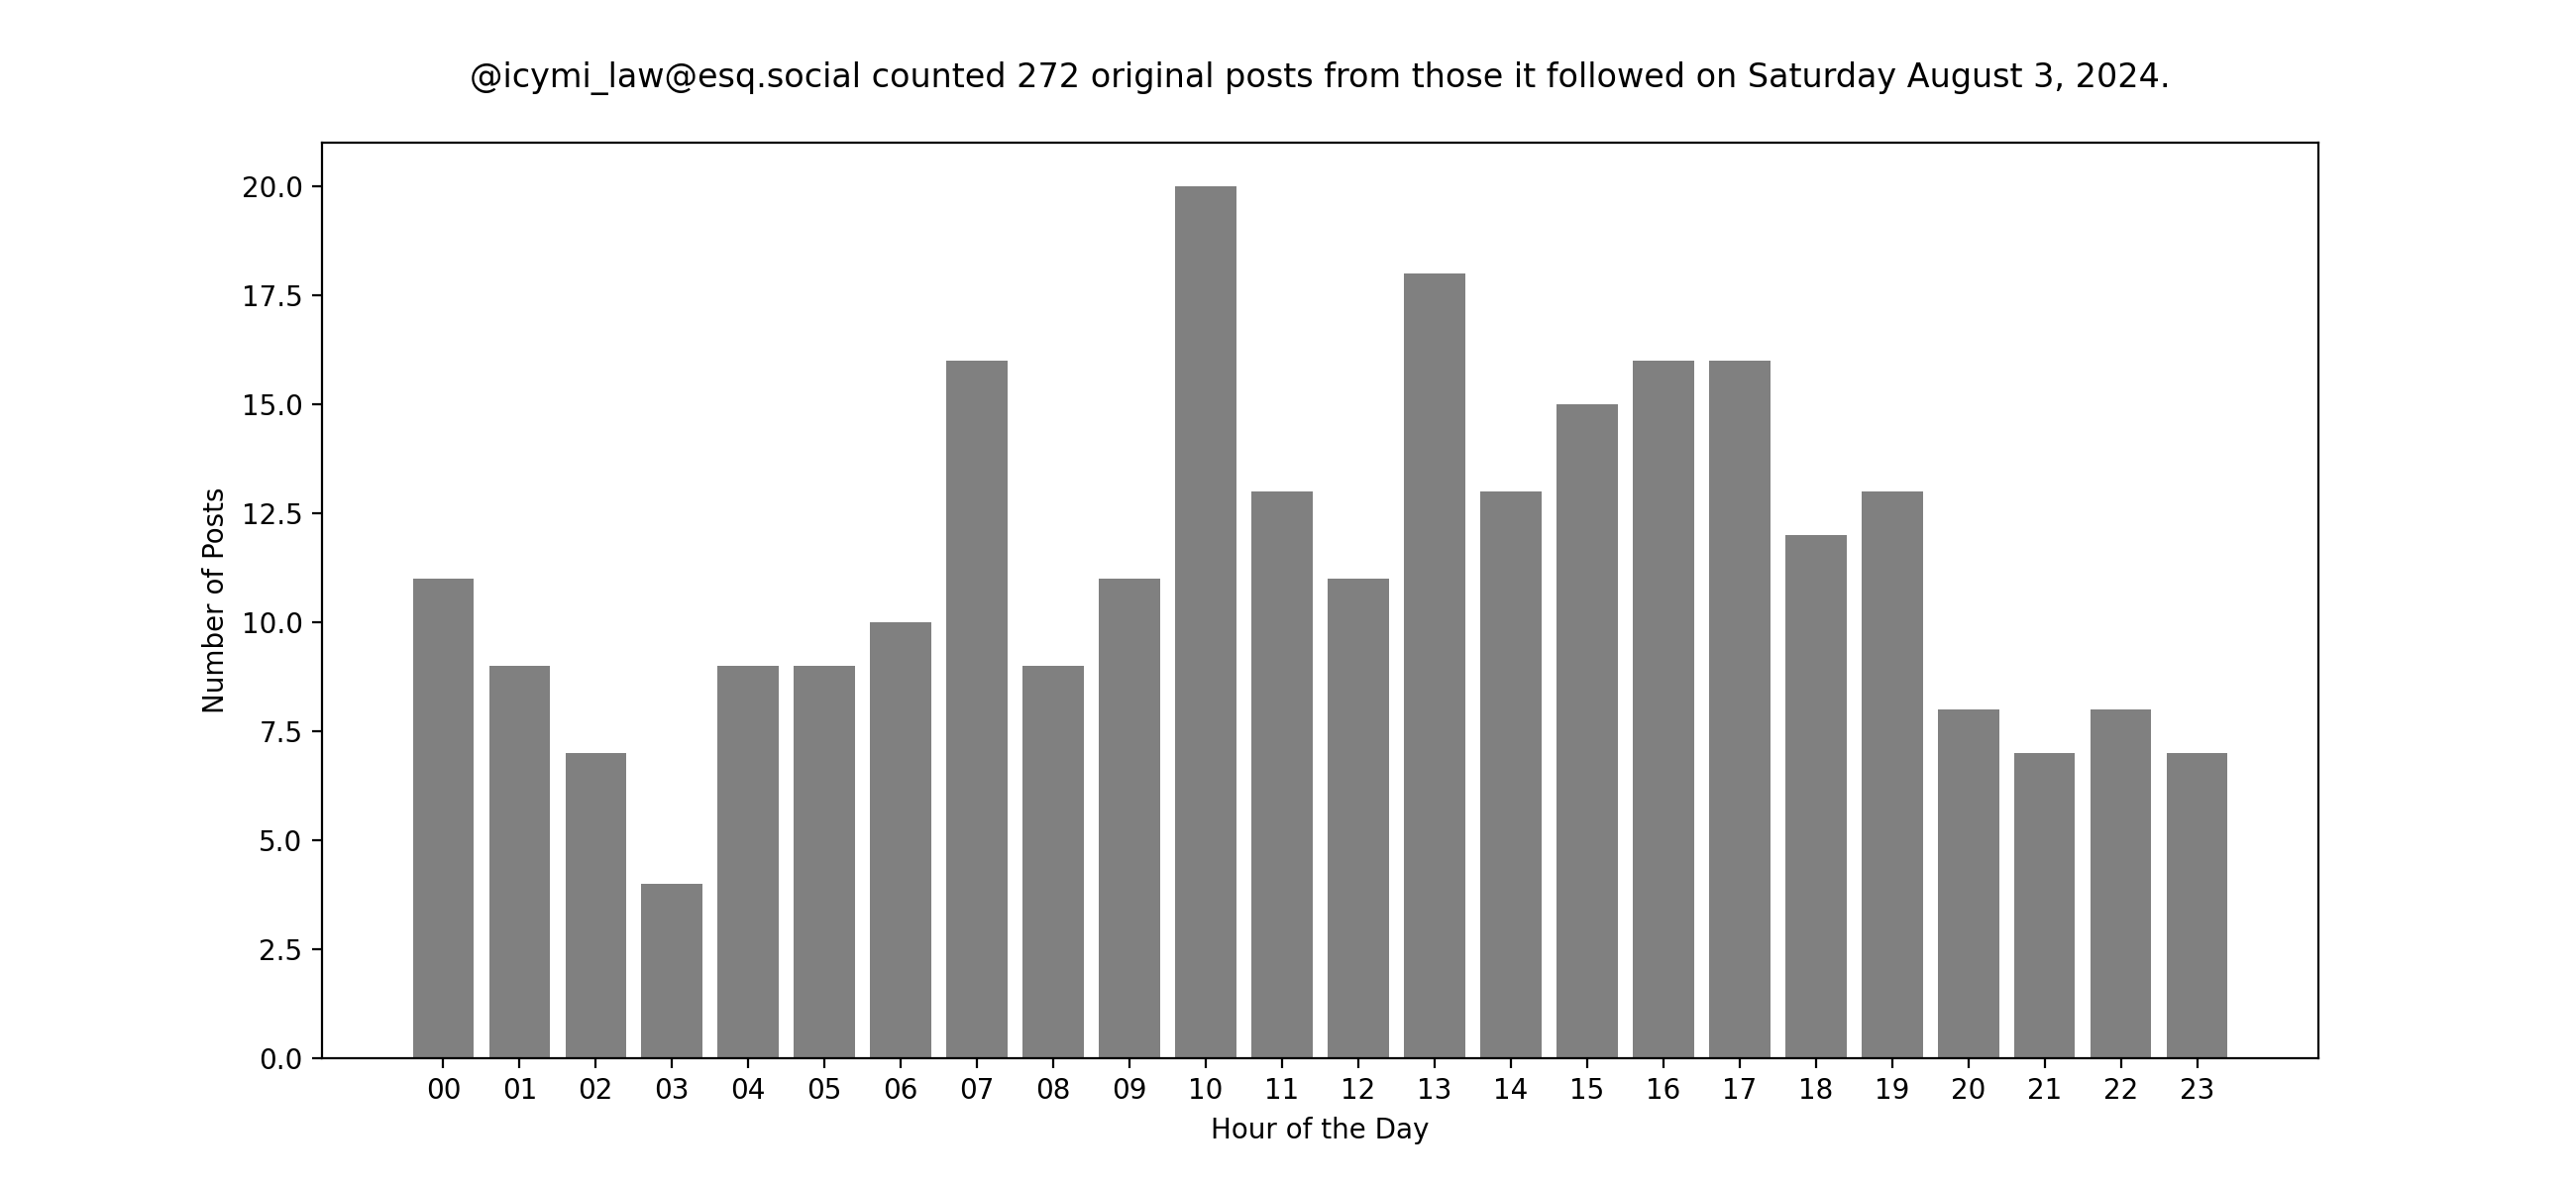 @icymi_law@esq.social counted 272 original posts from those it followed on Saturday August 3, 2024.
20.0
17.5
15.0
12.5
10.0
7.5
5.0
2.5
0.0
Number of Posts
00 01 02 03 04 05 06 07 08 09 10 11 12 13 14 15 16 17 18 19 20 21 22 23
Hour of the Day